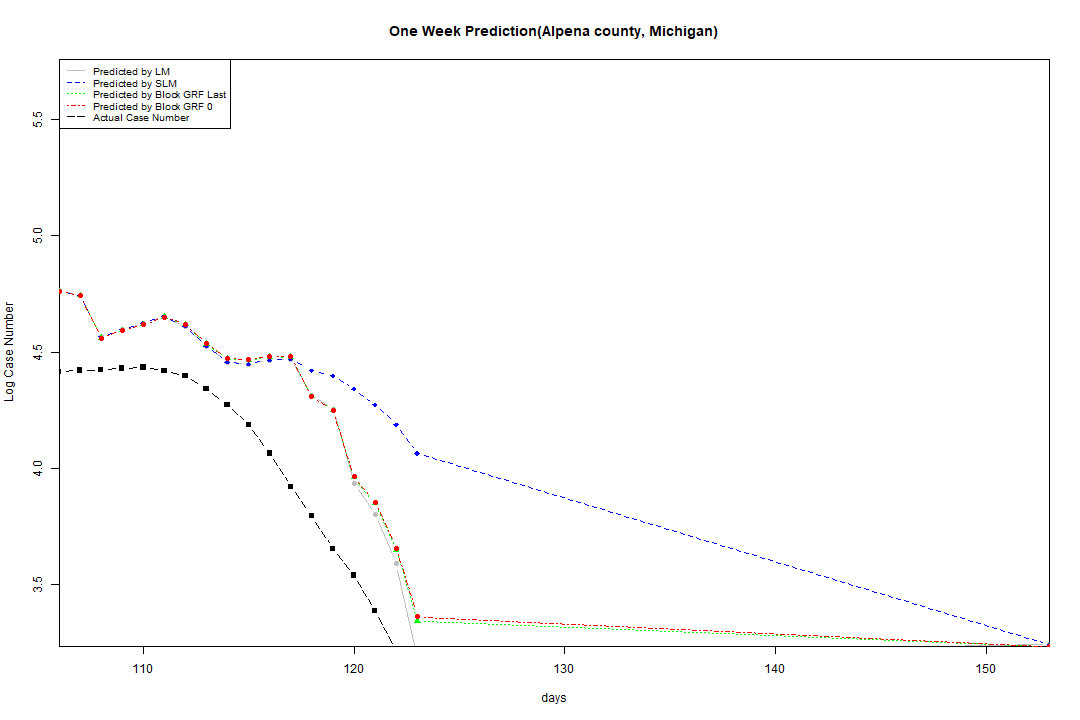 One Week Prediction(Alpena county, Michigan)
Predicted by LM
Predicted by SLM
Predicted by Block GRF Last
Predicted by Block GRF 0
Actual Case Number
5.5
5.0
4.5
4.0
3.5
Log Case Number
110 120 130 140 150
days